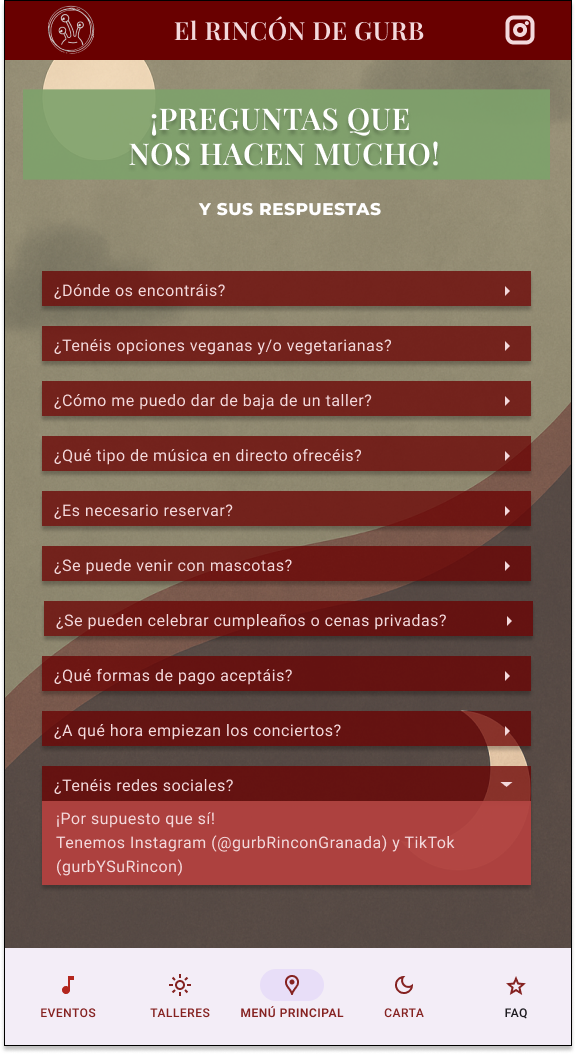 El RINCÓN DE GURB
¡PREGUNTAS QUE
NOS HACEN MUCHO!
Y SUS RESPUESTAS
¿Dónde os encontráis?
¿Tenéis opciones veganas y/o vegetarianas?
¿Cómo me puedo dar de baja de un taller?
¿Qué tipo de música en directo ofrecéis?
¿Es necesario reservar?
¿Se puede venir con mascotas?
¿Se pueden celebrar cumpleaños o cenas privadas?
¿Qué formas de pago aceptáis?
¿A qué hora empiezan los conciertos?
¿Tenéis redes sociales?
¡Por supuesto que sí!
Tenemos Instagram (@gurbRinconGranada) y TikTok
(gurbYSuRincon)
EVENTOS TALLERES MENÚ PRINCIPAL CARTA FAQ